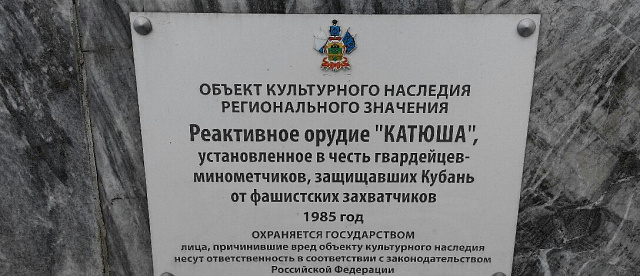 ОБЪЕКТ КУЛЬТУРНОГО НАСЛЕДИЯ
РЕГИОНАЛЬНОГО ЗНАЧЕНИЯ
Реактивное орудие "КАТЮША",
установленное в честь гвардейцев-
минометчиков, защищавших Кубань
от фашистских захватчиков
1985 год
ОХРАНЯЕТСЯ ГОСУДАРСТВОМ
лица, причинившие вред объекту культурного наследия
несут ответственность в соответствии с законодательством
Российской Федерации